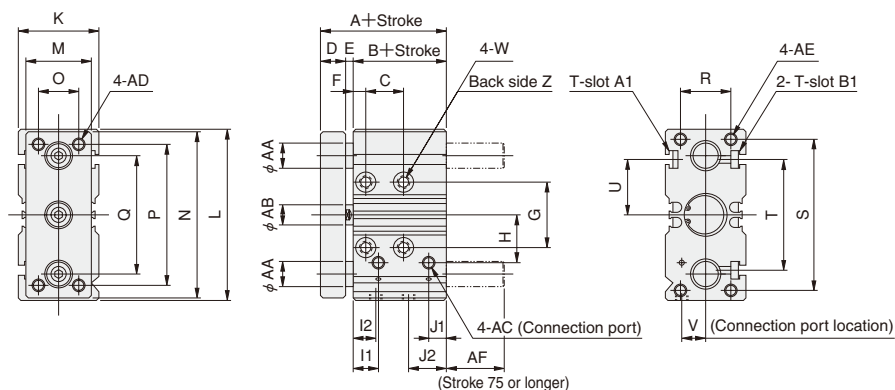 K
M
O
4-AD
Q
P
N
L
A+Stroke
D
E
B+Stroke
F
C
4-W
Back side Z
φAA
φAB
φAA
G
H
I2
I1
J1
J2
4-AC (Connection port)
AF
(Stroke 75 or longer)
4-AE
R
T-slot A1
2- T-slot B1
U
T
S
V
(Connection port location)